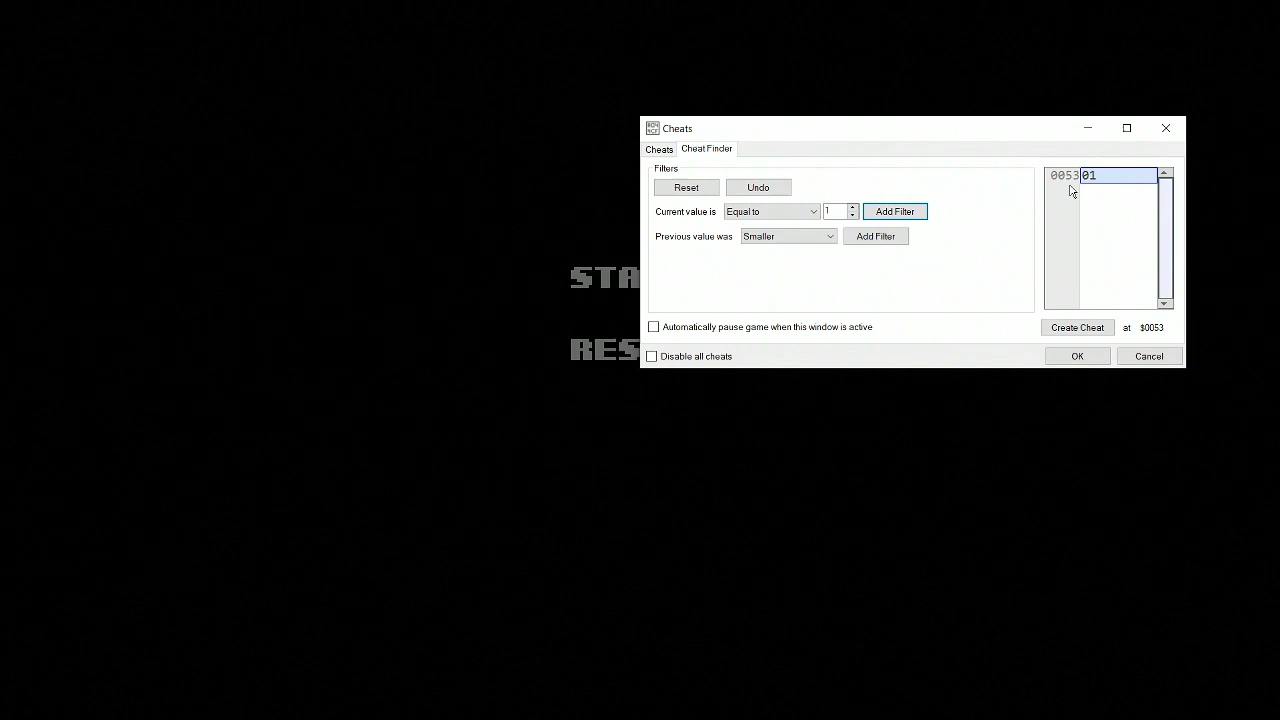 Cheats
Cheats Cheat Finder
Filters
Reset Undo
Current value is Equal to 1 Add Filter
Previous value was Smaller Add Filter
0053 01
STA
RES
Automatically pause game when this window is active
Create Cheat at $0053
Disable all cheats
OK Cancel